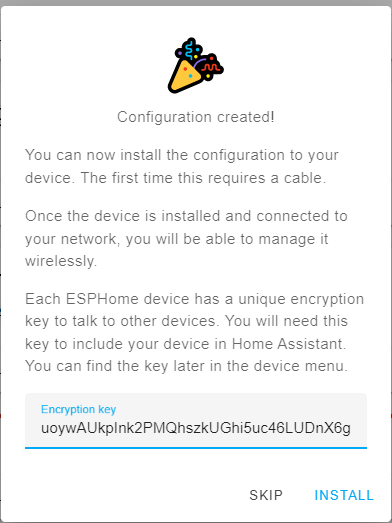 Configuration created!
You can now install the configuration to your
device. The first time this requires a cable.
Once the device is installed and connected to
your network, you will be able to manage it
wirelessly.
Each ESPHome device has a unique encryption
key to talk to other devices. You will need this
key to include your device in Home Assistant.
You can find the key later in the device menu.
Encryption key
uoywAUkpInk2PMQhszkUGhi5uc46LUDnX6g
SKIP
INSTALL